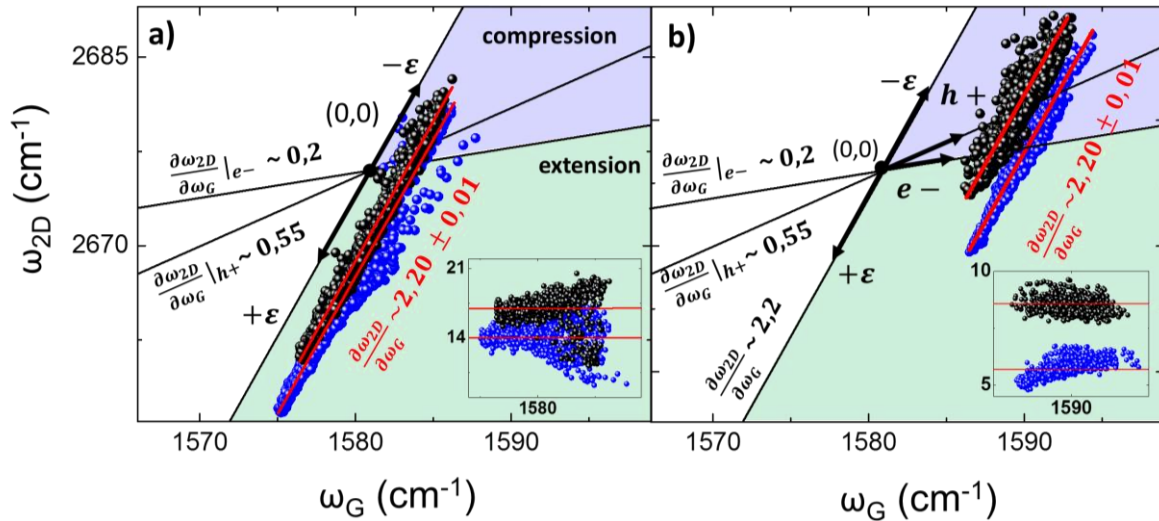 a)
compression
−ε
(0,0)
∂ω2D/∂ωG|e− ~ 0,2
extension
∂ω2D/∂ωG|h+ ~ 0,55
+ε
∂ω2D/∂ωG ~ 2,20 ± 0,01
21
14
1580
2685
2670
ω2D (cm-1)
1570
1580
1590
ωG (cm-1)
b)
−ε
h+
(0,0)
e−
∂ω2D/∂ωG|e− ~ 0,2
∂ω2D/∂ωG|h+ ~ 0,55
+ε
∂ω2D/∂ωG ~ 2,2
∂ω2D/∂ωG ~ 2,20 ± 0,01
10
5
1590
1570
1580
1590
ωG (cm-1)